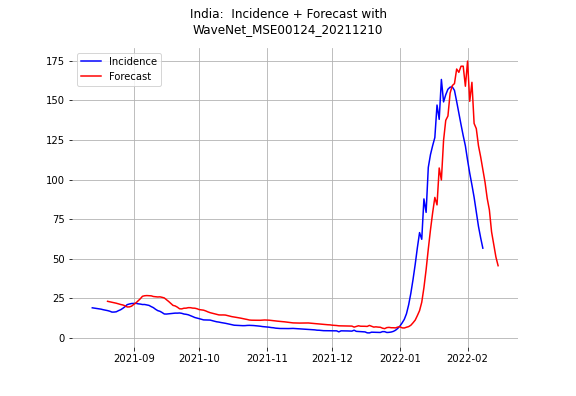 India:  Incidence + Forecast with
WaveNet_MSE00124_20211210
Incidence
Forecast
175
150
125
100
75
50
25
0
2021-09 2021-10 2021-11 2021-12 2022-01 2022-02